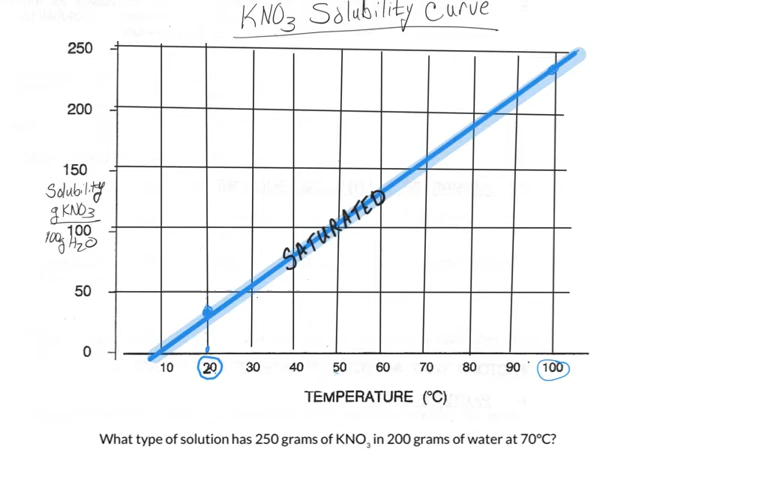 KNO₃ Solubility Curve
250
200
150
Solubility
g KNO3
100
100g H₂O
50
0
SATURATED
10 20 30 40 50 60 70 80 90 100
TEMPERATURE (°C)
What type of solution has 250 grams of KNO₃ in 200 grams of water at 70°C?